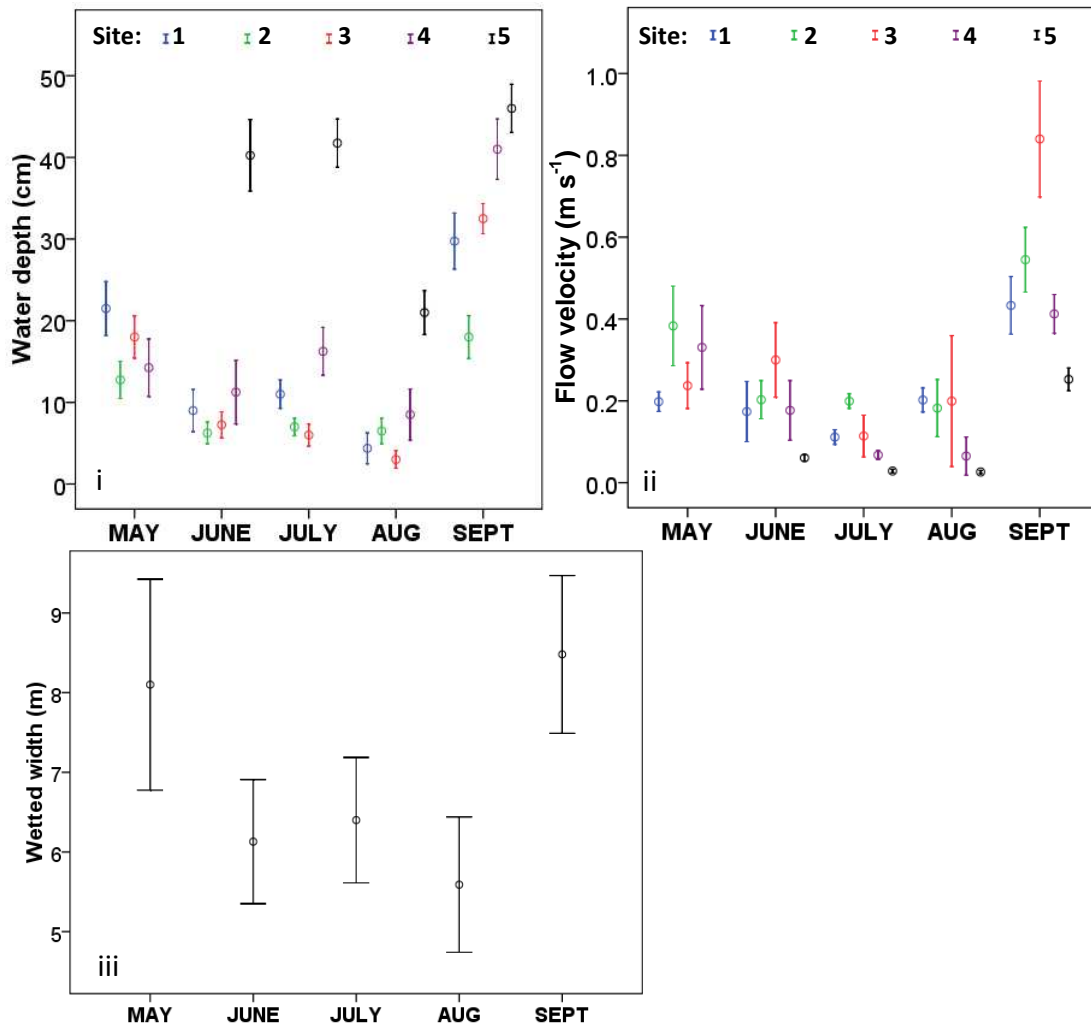 Site: 1 2 3 4 5
Water depth (cm)
50
40
30
20
10
0
i
MAY JUNE JULY AUG SEPT
Site: 1 2 3 4 5
Flow velocity (m s⁻¹)
1.0
0.8
0.6
0.4
0.2
0.0
ii
MAY JUNE JULY AUG SEPT
Wetted width (m)
9
8
7
6
5
iii
MAY JUNE JULY AUG SEPT